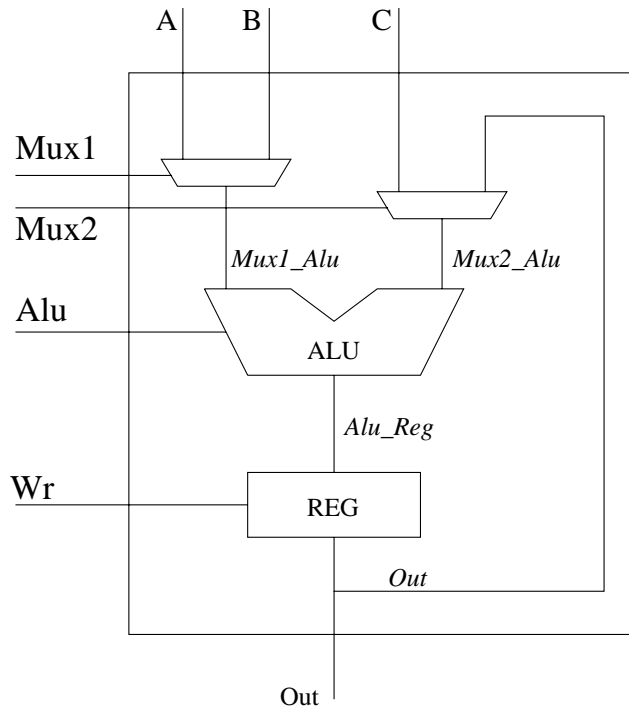 A B C
Mux1
Mux2
Mux1_Alu Mux2_Alu
Alu
ALU
Alu_Reg
Wr
REG
Out
Out